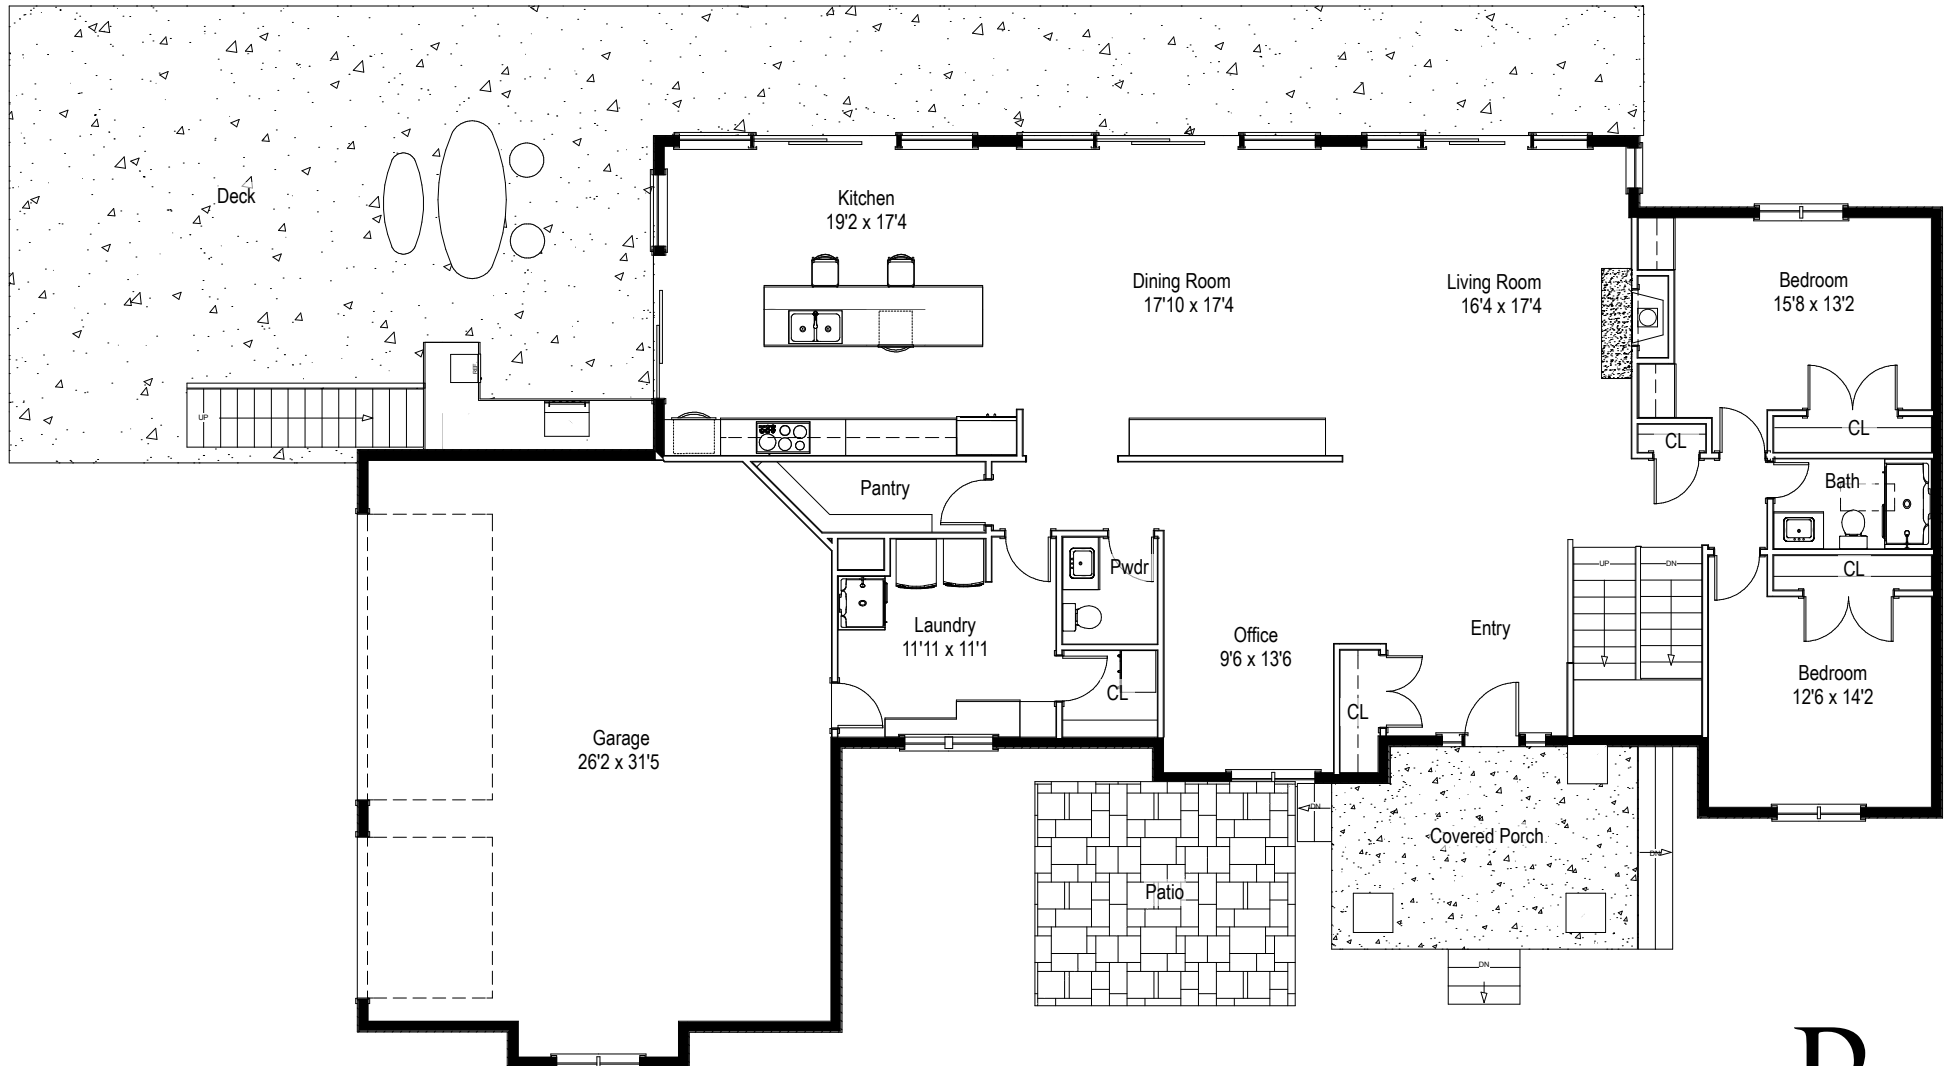 Deck
Kitchen
19'2 x 17'4
Dining Room
17'10 x 17'4
Living Room
16'4 x 17'4
Bedroom
15'8 x 13'2
REF.
UP
CL
CL
Bath
Pantry
Pwdr
UP
DN
CL
Laundry
11'11 x 11'1
Office
9'6 x 13'6
Entry
Bedroom
12'6 x 14'2
CL
CL
Garage
26'2 x 31'5
DN
Covered Porch
DN
Patio
DN